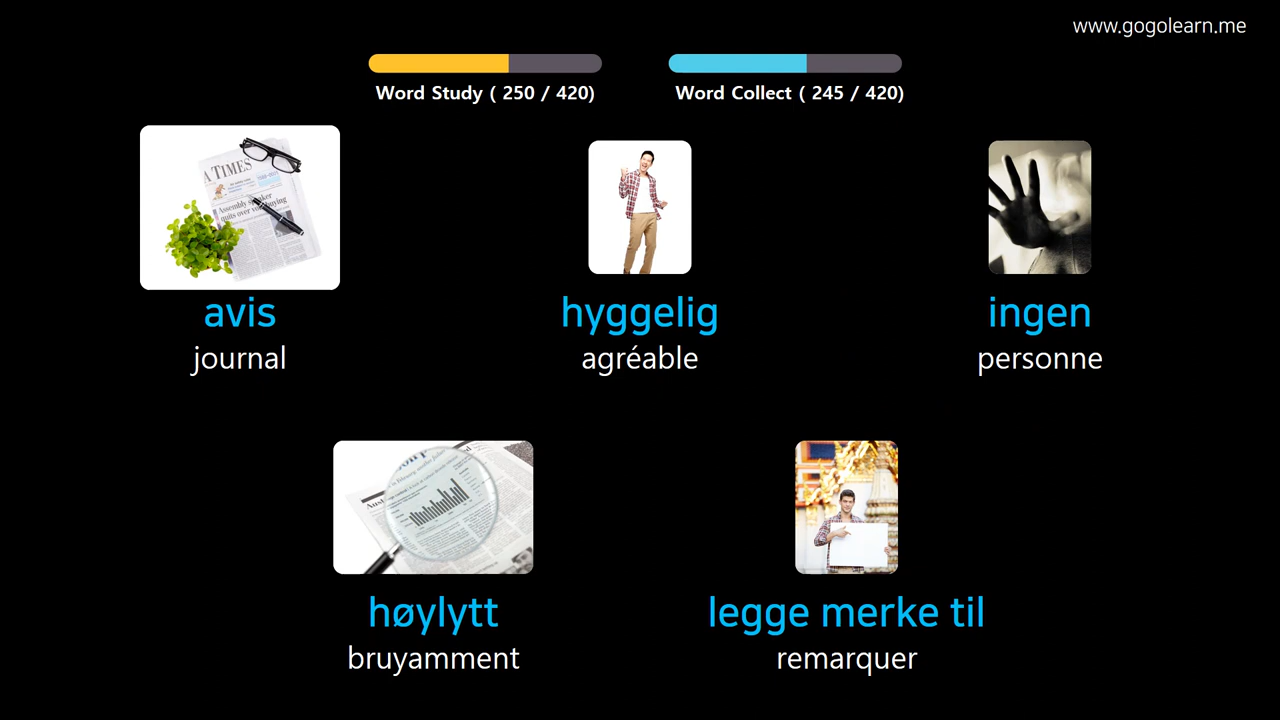 www.gogolearn.me
Word Study ( 250 / 420)
Word Collect ( 245 / 420)
A TIMES
avis
journal
hyggelig
agréable
ingen
personne
høylytt
bruyamment
legge merke til
remarquer